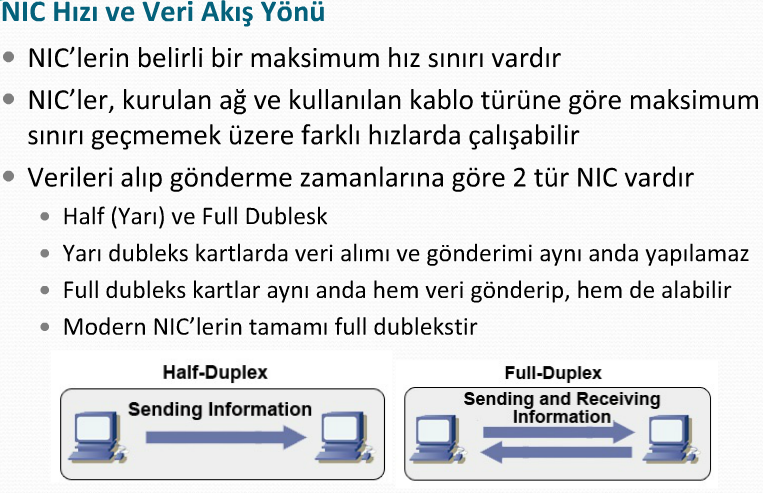 NIC Hızı ve Veri Akış Yönü
NIC’lerin belirli bir maksimum hız sınırı vardır
NIC’ler, kurulan ağ ve kullanılan kablo türüne göre maksimum
sınırı geçmemek üzere farklı hızlarda çalışabilir
Verileri alıp gönderme zamanlarına göre 2 tür NIC vardır
Half (Yarı) ve Full Dublesk
Yarı dubleks kartlarda veri alımı ve gönderimi aynı anda yapılamaz
Full dubleks kartlar aynı anda hem veri gönderip, hem de alabilir
Modern NIC’lerin tamamı full dublekstir
Half-Duplex
Sending Information
Full-Duplex
Sending and Receiving
Information